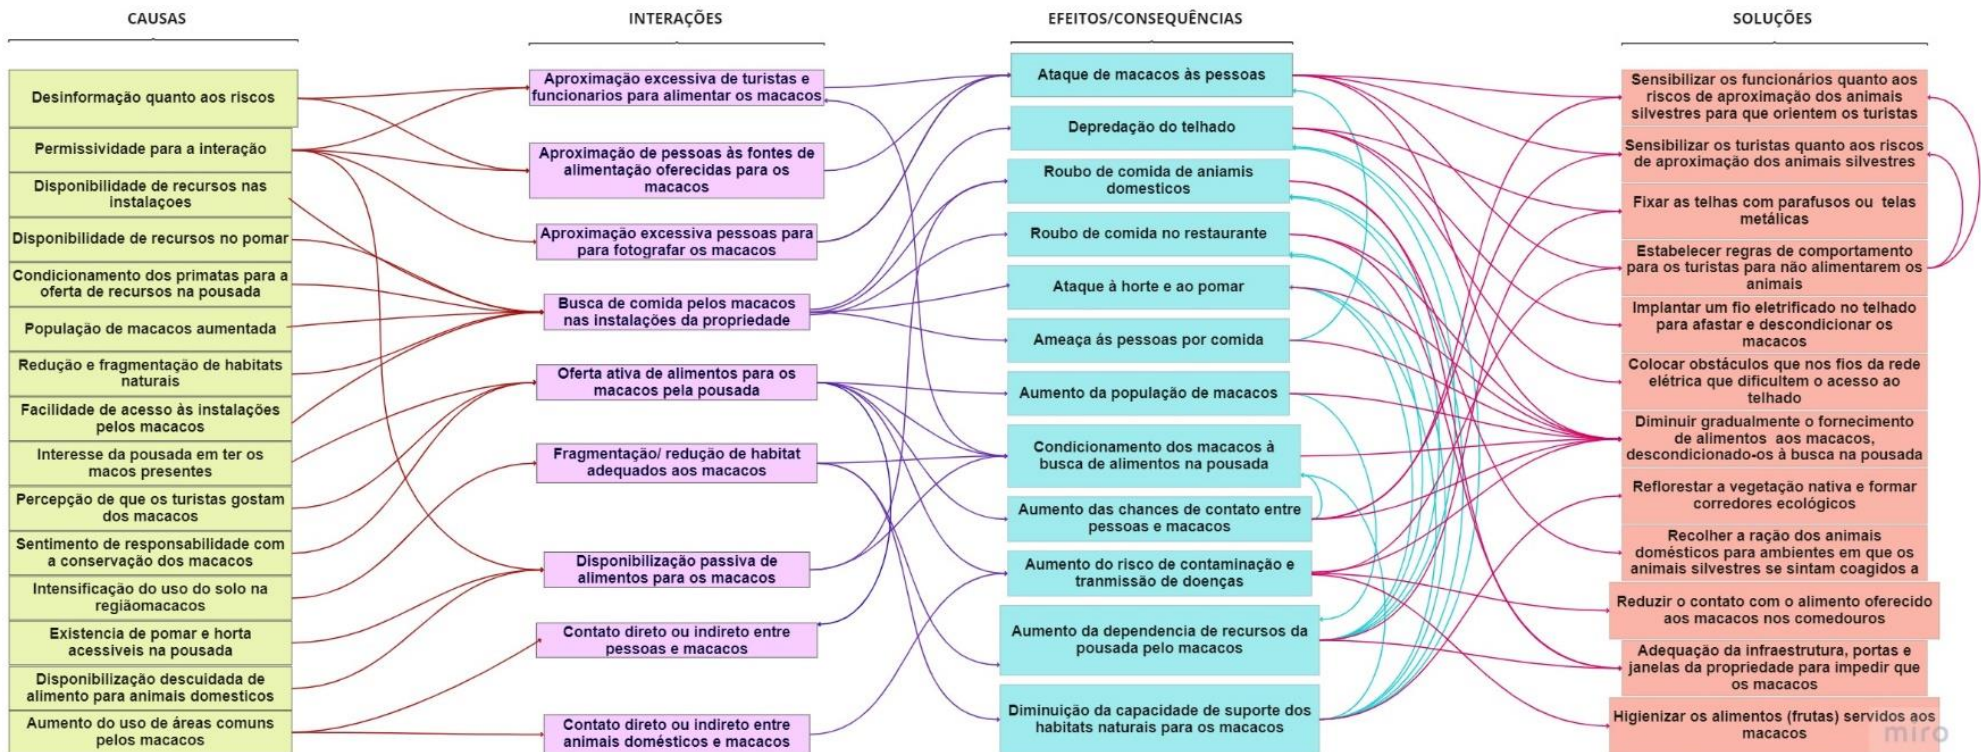 CAUSAS
Desinformação quanto aos riscos
Permissividade para a interação
Disponibilidade de recursos nas
instalaçoes
Disponibilidade de recursos no pomar
Condicionamento dos primatas para a
oferta de recursos na pousada
População de macacos aumentada
Redução e fragmentação de habitats
naturais
Facilidade de acesso às instalações
pelos macacos
Interesse da pousada em ter os
macos presentes
Percepção de que os turistas gostam
dos macacos
Sentimento de responsabilidade com
a conservação dos macacos
Intensificação do uso do solo na
regiãomacacos
Existencia de pomar e horta
acessiveis na pousada
Disponibilização descuidada de
alimento para animais domesticos
Aumento do uso de áreas comuns
pelos macacos
INTERAÇÕES
Aproximação excessiva de turistas e
funcionarios para alimentar os macacos
Aproximação de pessoas às fontes de
alimentação oferecidas para os
macacos
Aproximação excessiva pessoas para
para fotografar os macacos
Busca de comida pelos macacos
nas instalações da propriedade
Oferta ativa de alimentos para os
macacos pela pousada
Fragmentação/ redução de habitat
adequados aos macacos
Disponibilização passiva de
alimentos para os macacos
Contato direto ou indireto entre
pessoas e macacos
Contato direto ou indireto entre
animais domésticos e macacos
EFEITOS/CONSEQUÊNCIAS
Ataque de macacos às pessoas
Depredação do telhado
Roubo de comida de aniamis
domesticos
Roubo de comida no restaurante
Ataque à horte e ao pomar
Ameaça ás pessoas por comida
Aumento da população de macacos
Condicionamento dos macacos à
busca de alimentos na pousada
Aumento das chances de contato entre
pessoas e macacos
Aumento do risco de contaminação e
tranmissão de doenças
Aumento da dependencia de recursos da
pousada pelo macacos
Diminuição da capacidade de suporte dos
habitats naturais para os macacos
SOLUÇÕES
Sensibilizar os funcionários quanto aos
riscos de aproximação dos animais
silvestres para que orientem os turistas
Sensibilizar os turistas quanto aos riscos
de aproximação dos animais silvestres
Fixar as telhas com parafusos ou telas
metálicas
Estabelecer regras de comportamento
para os turistas para não alimentarem os
animais
Implantar um fio eletrificado no telhado
para afastar e descondicionar os
macacos
Colocar obstáculos que nos fios da rede
elétrica que dificultem o acesso ao
telhado
Diminuir gradualmente o fornecimento
de alimentos aos macacos,
descondicionado-os à busca na pousada
Reflorestar a vegetação nativa e formar
corredores ecológicos
Recolher a ração dos animais
domésticos para ambientes em que os
animais silvestres se sintam coagidos a
Reduzir o contato com o alimento oferecido
aos macacos nos comedouros
Adequação da infraestrutura, portas e
janelas da propriedade para impedir que
os macacos
Higienizar os alimentos (frutas) servidos aos
macacos
miro